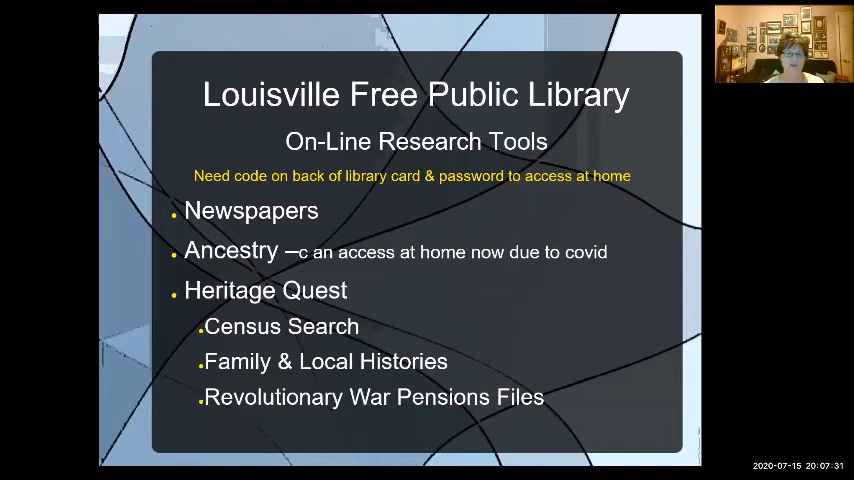 Louisville Free Public Library
On-Line Research Tools
Need code on back of library card & password to access at home
Newspapers
Ancestry –c an access at home now due to covid
Heritage Quest
Census Search
Family & Local Histories
Revolutionary War Pensions Files
2020-07-15 20:07:31